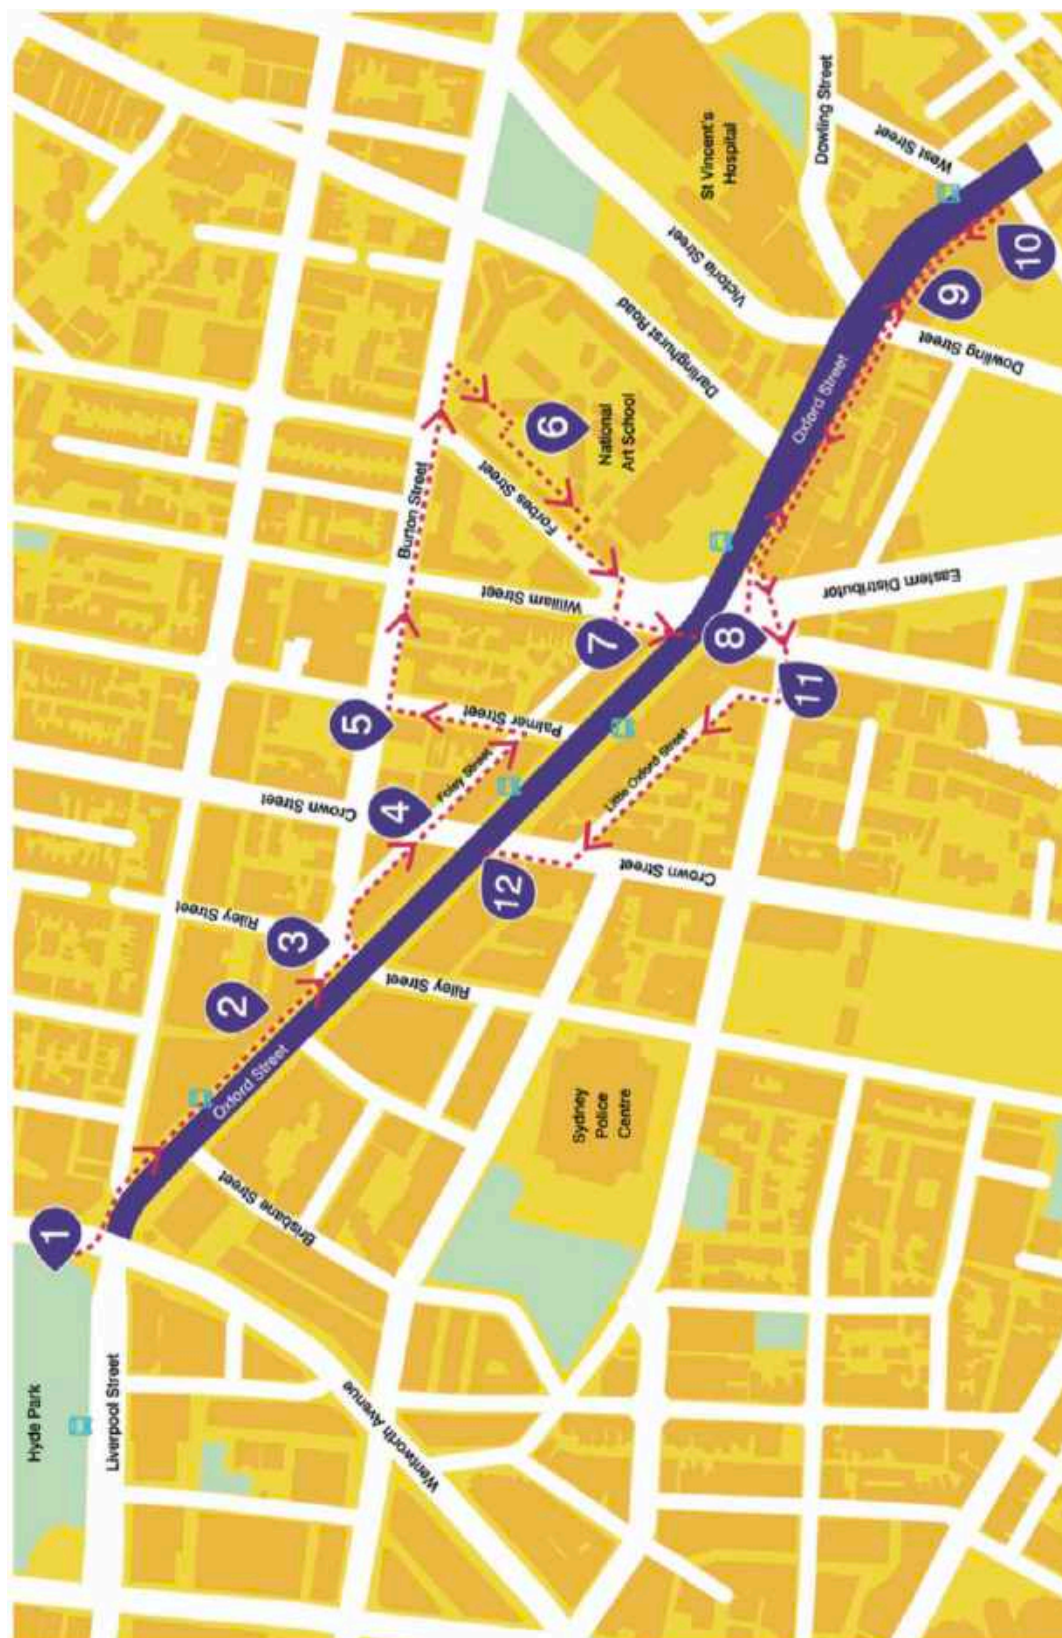 Hyde Park
Liverpool Street
Wentworth Avenue
1
Brisbane Street
Oxford Street
2
Riley Street
3
Riley Street
Sydney
Police
Centre
Crown Street
4
Foley Street
12
Crown Street
5
Palmer Street
Little Oxford Street
Burton Street
William Street
7
8
11
Forbes Street
6
National
Art School
Eastern Distributor
Darlinghurst Road
Oxford Street
Victoria Street
St Vincent's
Hospital
Dowling Street
Dowling Street
9
West Street
10